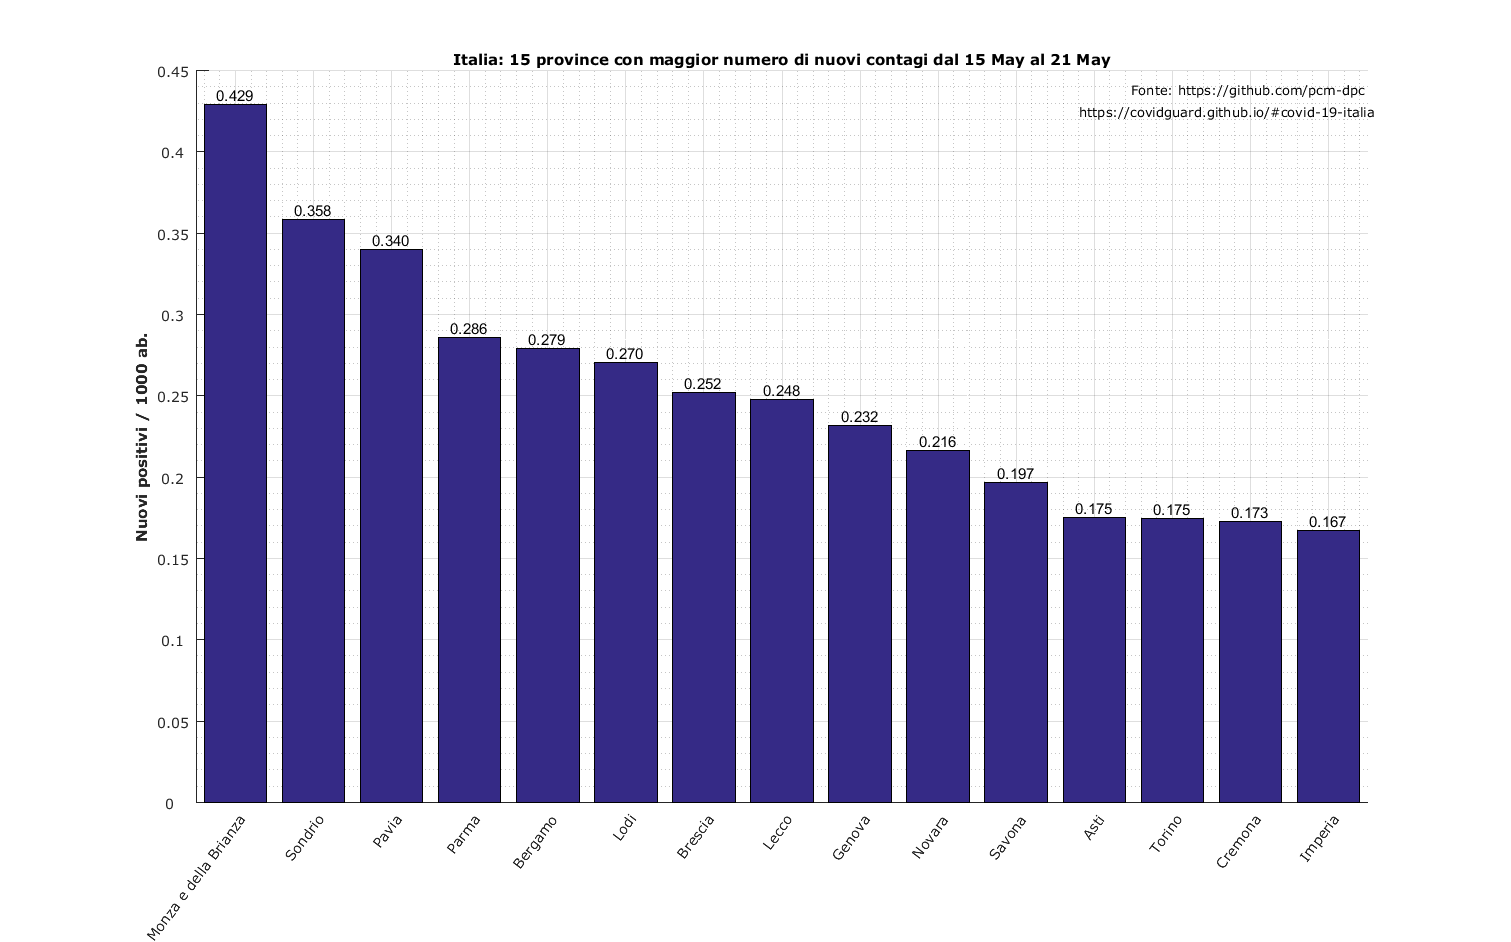 Italia: 15 province con maggior numero di nuovi contagi dal 15 May al 21 May
Fonte: https://github.com/pcm-dpc
https://covidguard.github.io/#covid-19-italia
Nuovi positivi / 1000 ab.
0.45
0.4
0.35
0.3
0.25
0.2
0.15
0.1
0.05
0
0.429
0.358
0.340
0.286
0.279
0.270
0.252
0.248
0.232
0.216
0.197
0.175
0.175
0.173
0.167
Monza e della Brianza
Sondrio
Pavia
Parma
Bergamo
Lodi
Brescia
Lecco
Genova
Novara
Savona
Asti
Torino
Cremona
Imperia